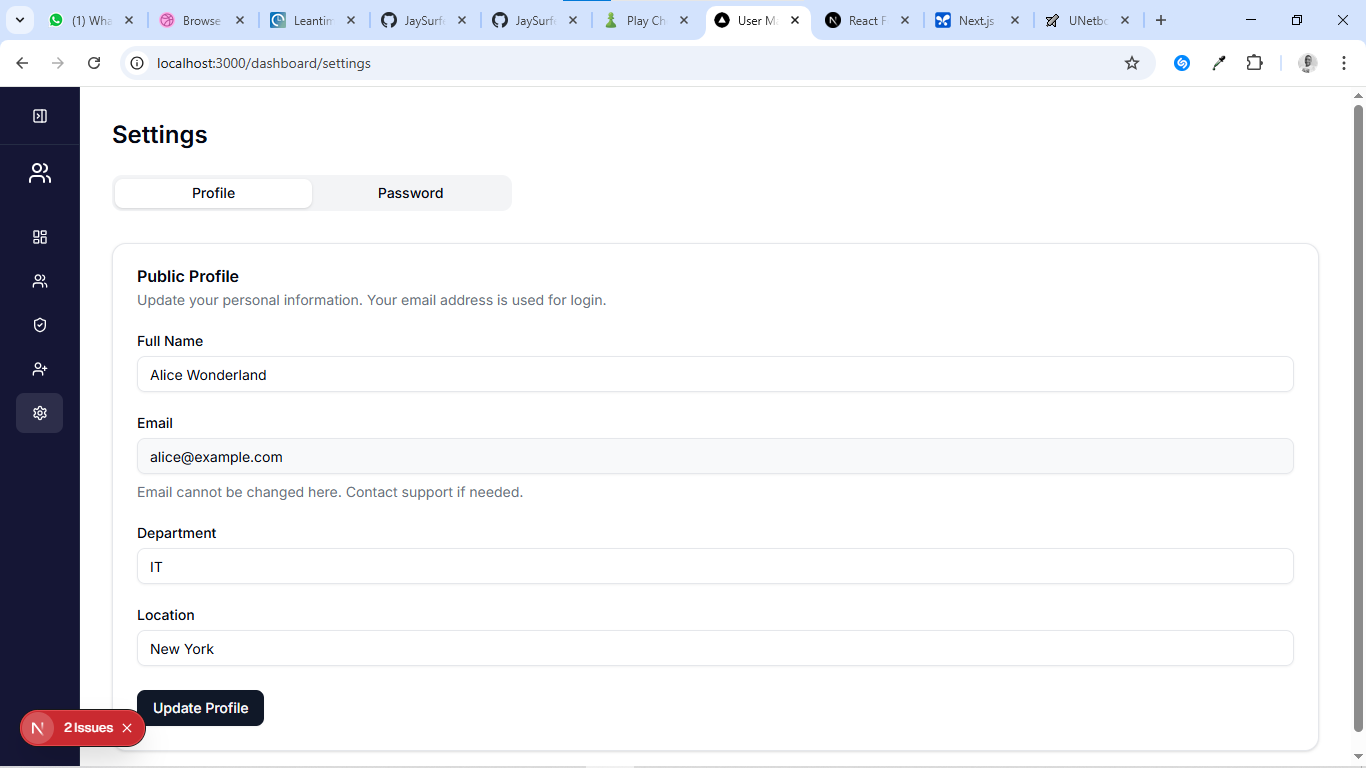 (1) Wha
Browse
Leantim
JaySurf
JaySurf
Play Ch
User Ma
React F
Next.js
UNetbo
localhost:3000/dashboard/settings
Settings
Profile
Password
Public Profile
Update your personal information. Your email address is used for login.
Full Name
Alice Wonderland
Email
alice@example.com
Email cannot be changed here. Contact support if needed.
Department
IT
Location
New York
Update Profile
N
2 Issues